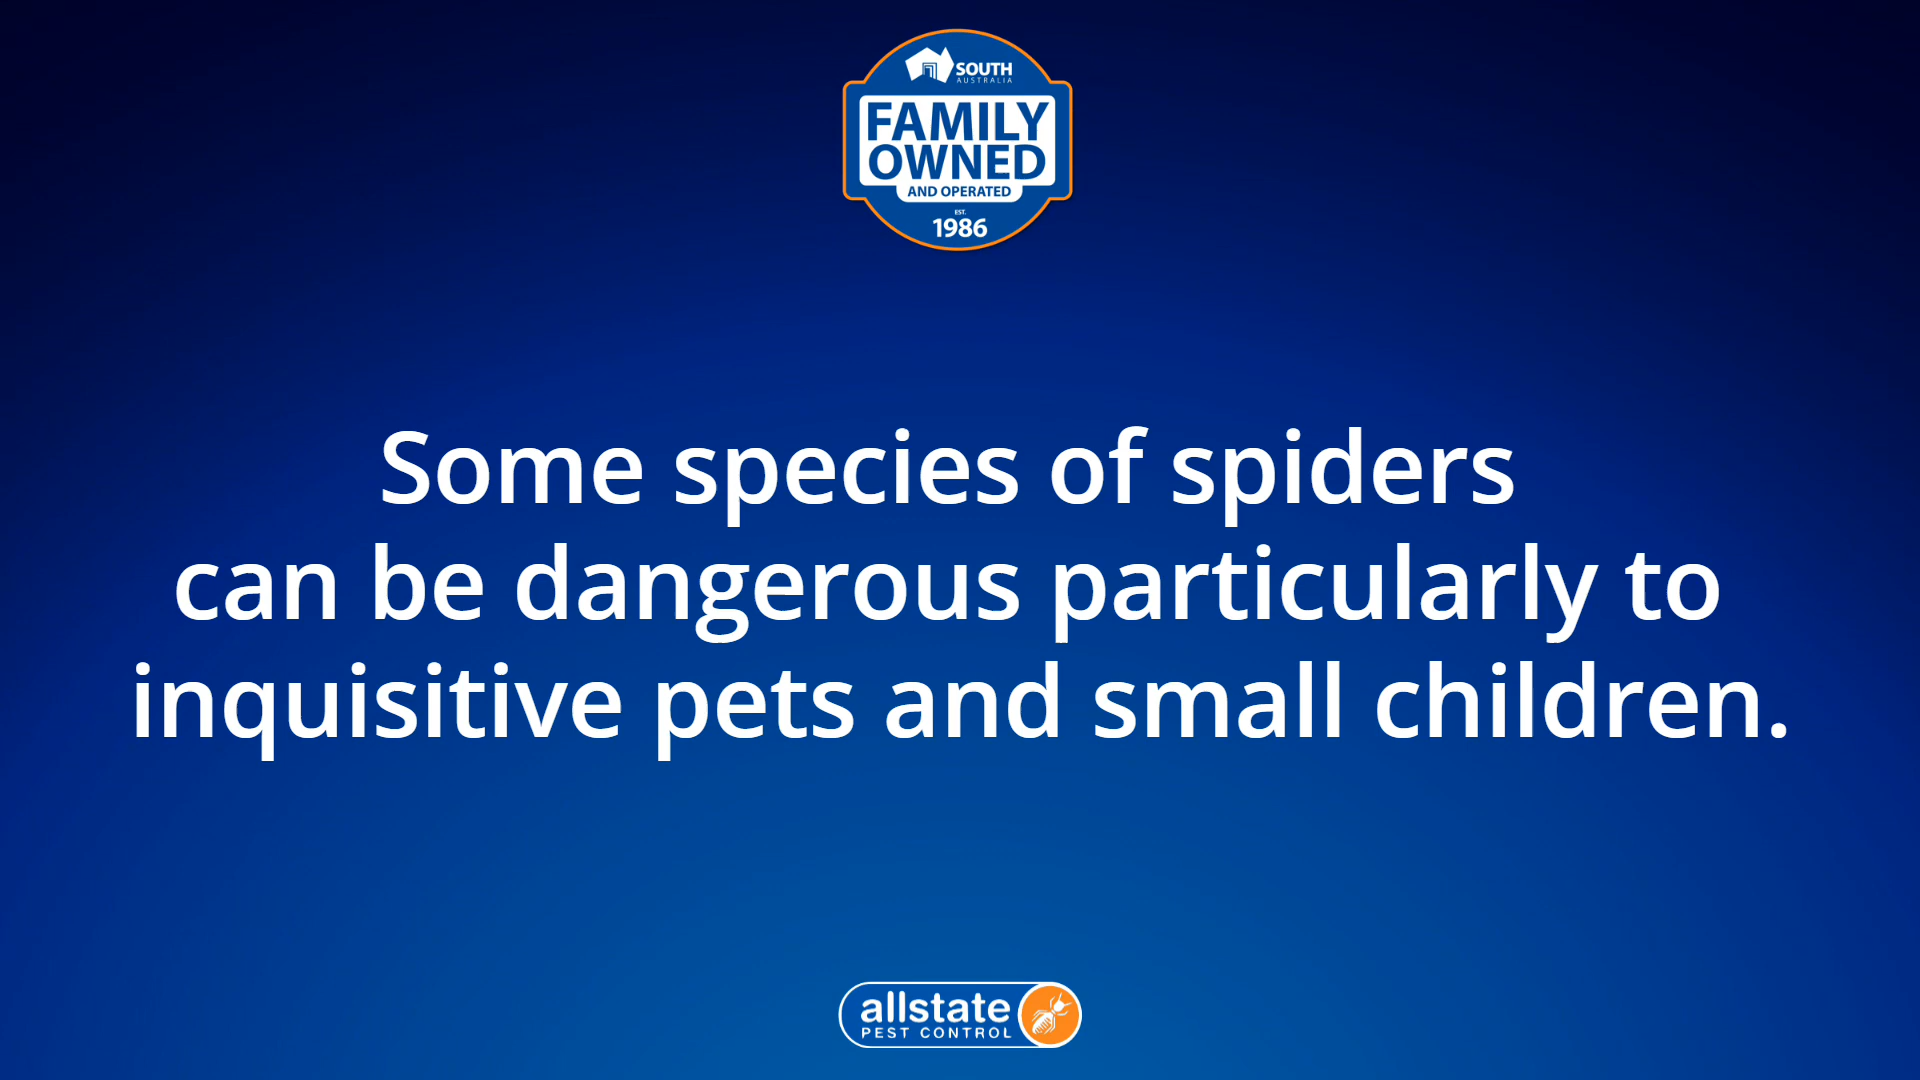 SOUTH
AUSTRALIA
FAMILY
OWNED
AND OPERATED
EST.
1986
Some species of spiders
can be dangerous particularly to
inquisitive pets and small children.
allstate
PEST CONTROL